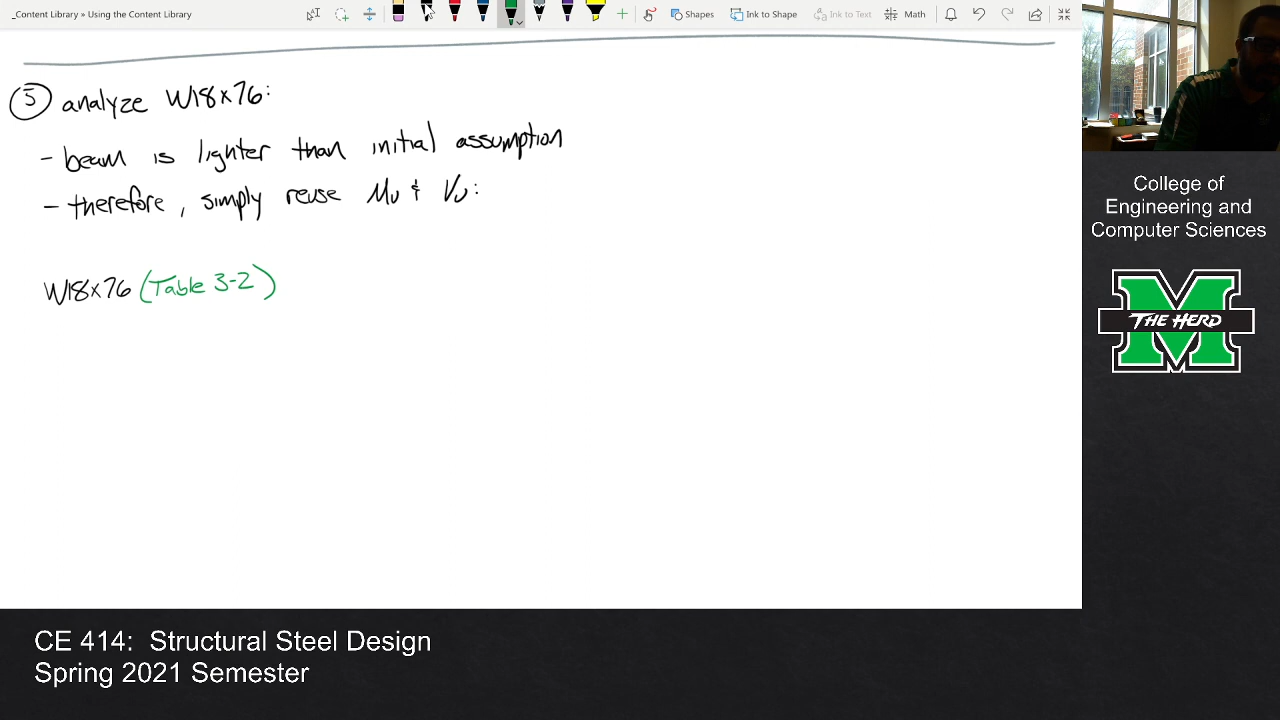 _Content Library » Using the Content Library
Shapes
Ink to Shape
Ink to Text
Math
5 analyze W18x76:
- beam is lighter than initial assumption
- therefore, simply reuse Mu & Vu:
W18x76 (Table 3-2)
College of
Engineering and
Computer Sciences
THE HERD
CE 414: Structural Steel Design
Spring 2021 Semester